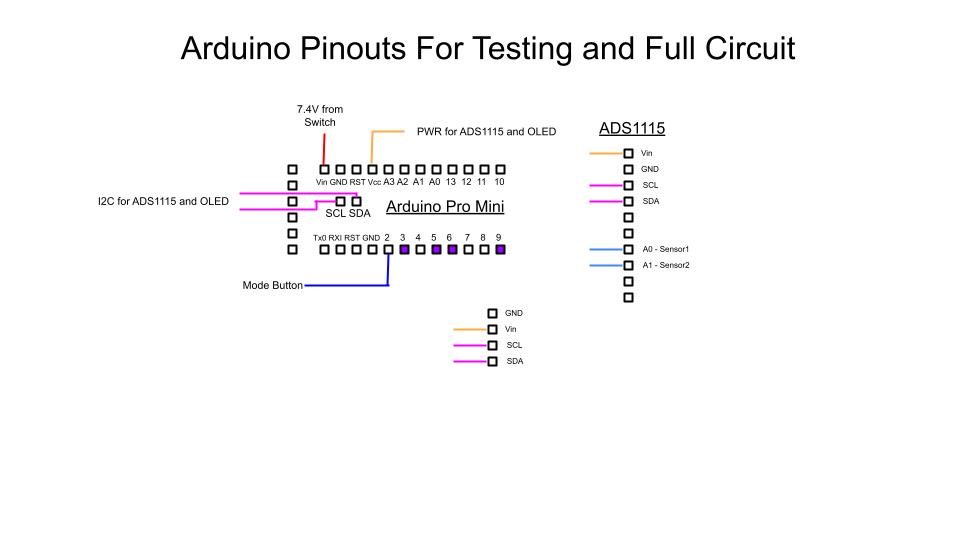 Arduino Pinouts For Testing and Full Circuit
7.4V from
Switch
PWR for ADS1115 and OLED
ADS1115
Vin GND RST Vcc A3 A2 A1 A0 13 12 11 10
I2C for ADS1115 and OLED
SCL SDA
Arduino Pro Mini
Tx0 RXI RST GND 2 3 4 5 6 7 8 9
Mode Button
Vin
GND
SCL
SDA
A0 - Sensor1
A1 - Sensor2
GND
Vin
SCL
SDA